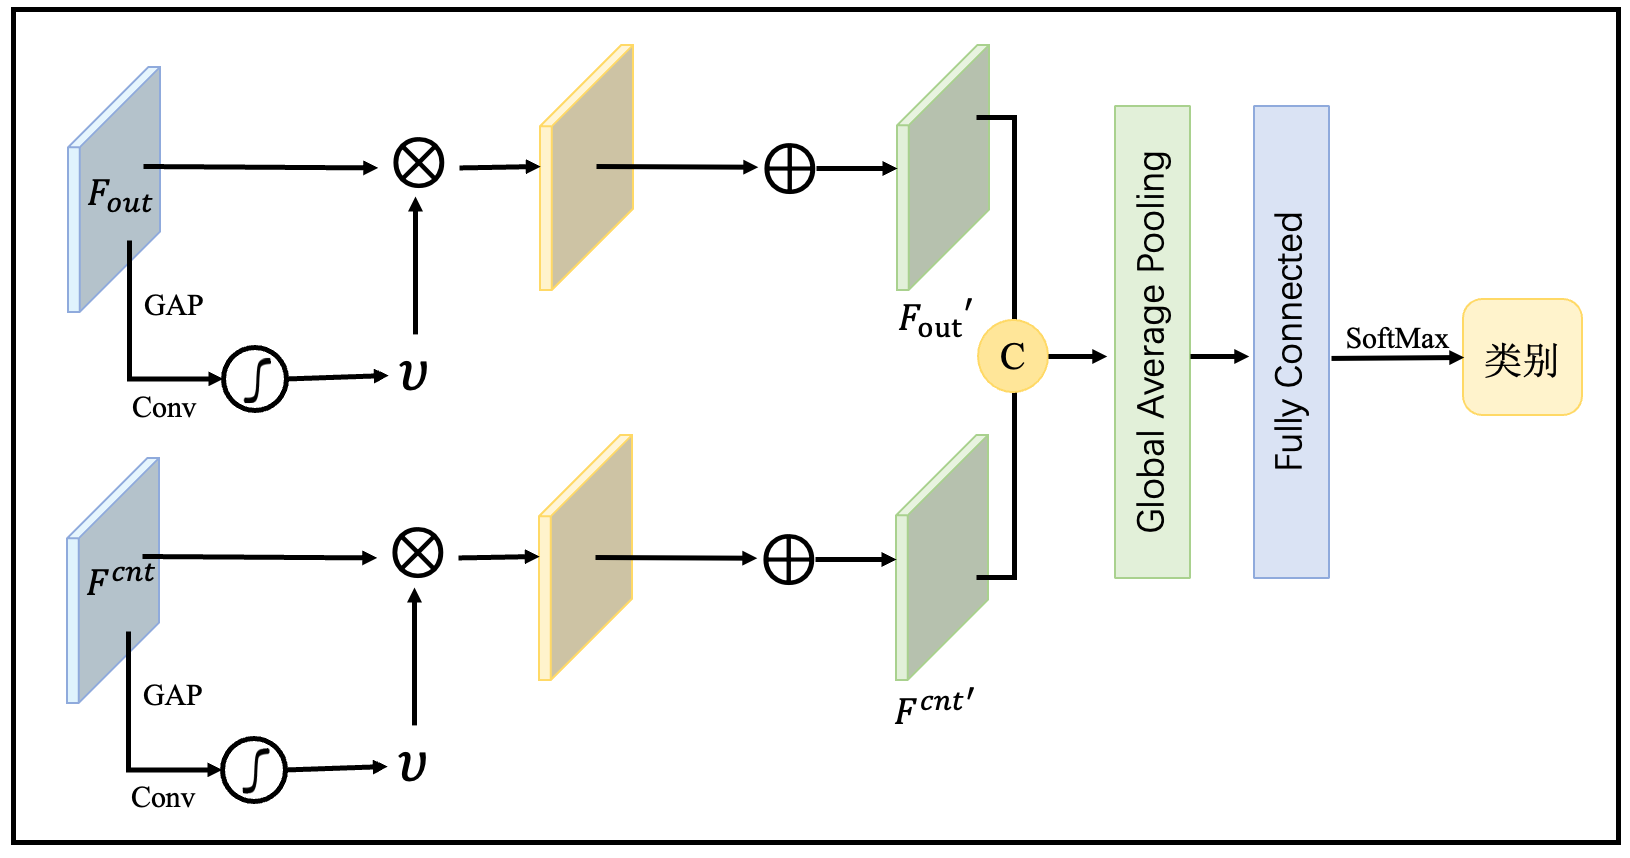 F_out
GAP
Conv
υ
F_out′
F^cnt
GAP
Conv
υ
F^cnt′
C
Global Average Pooling
Fully Connected
SoftMax
类别